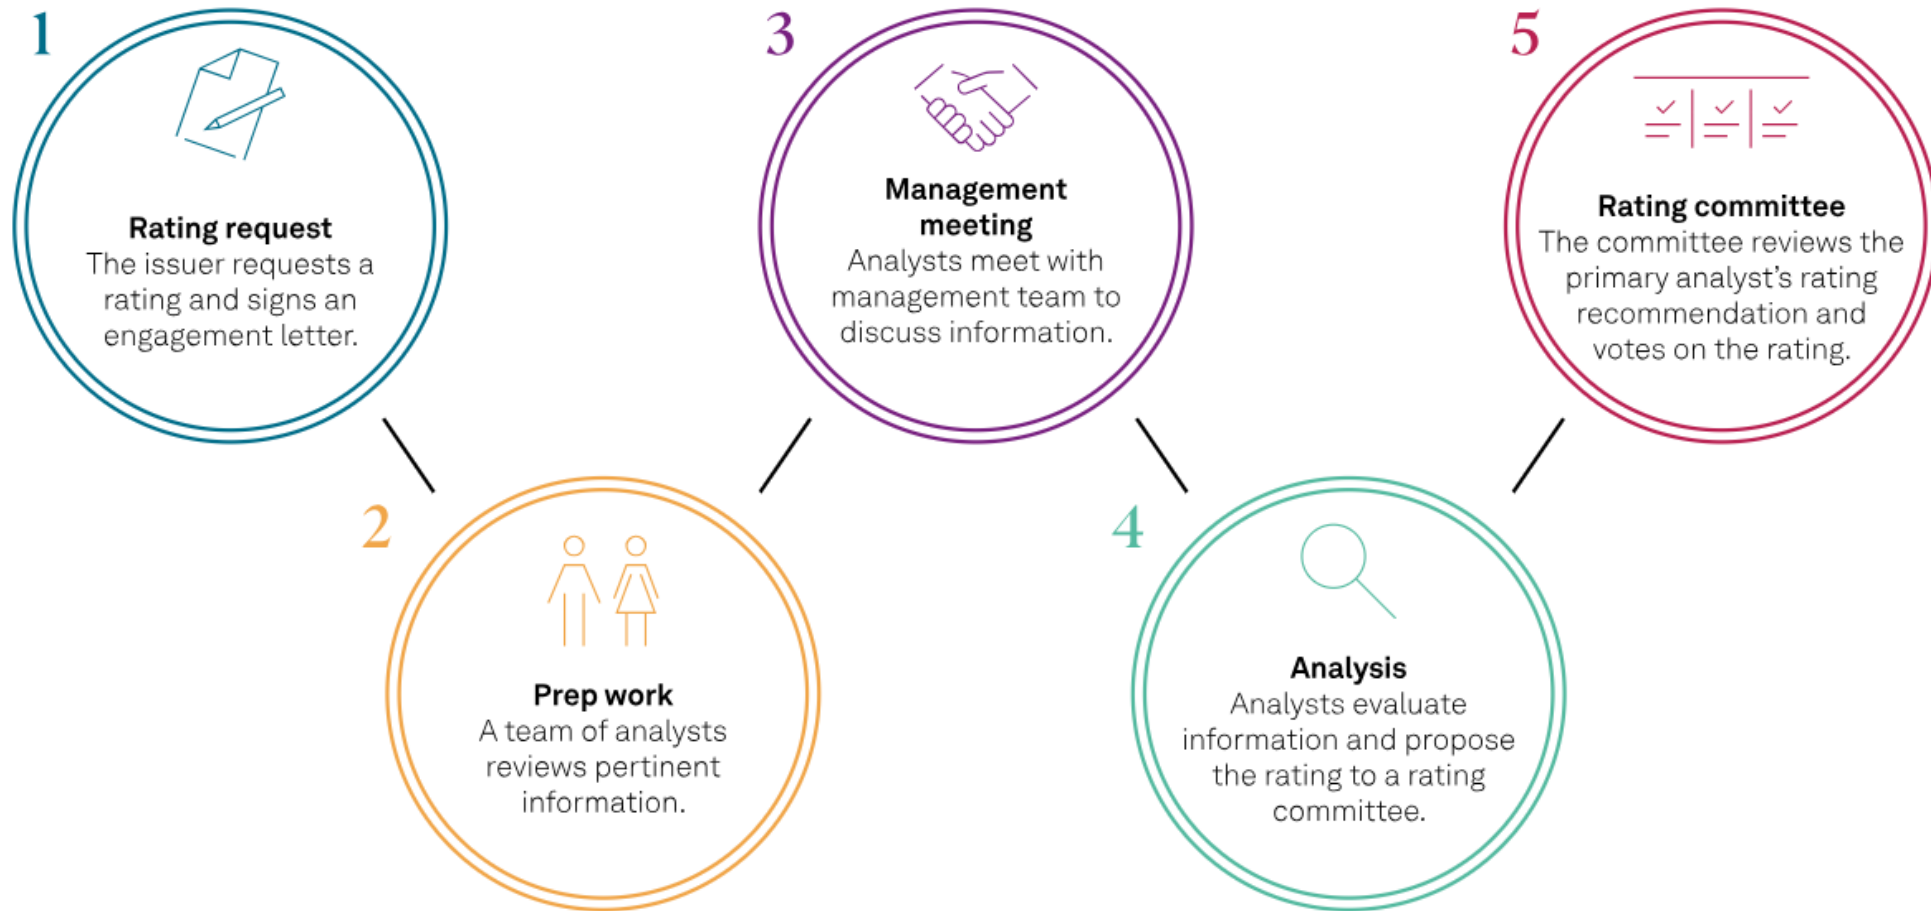 1
Rating request
The issuer requests a
rating and signs an
engagement letter.
2
Prep work
A team of analysts
reviews pertinent
information.
3
Management
meeting
Analysts meet with
management team to
discuss information.
4
Analysis
Analysts evaluate
information and propose
the rating to a rating
committee.
5
Rating committee
The committee reviews the
primary analyst’s rating
recommendation and
votes on the rating.